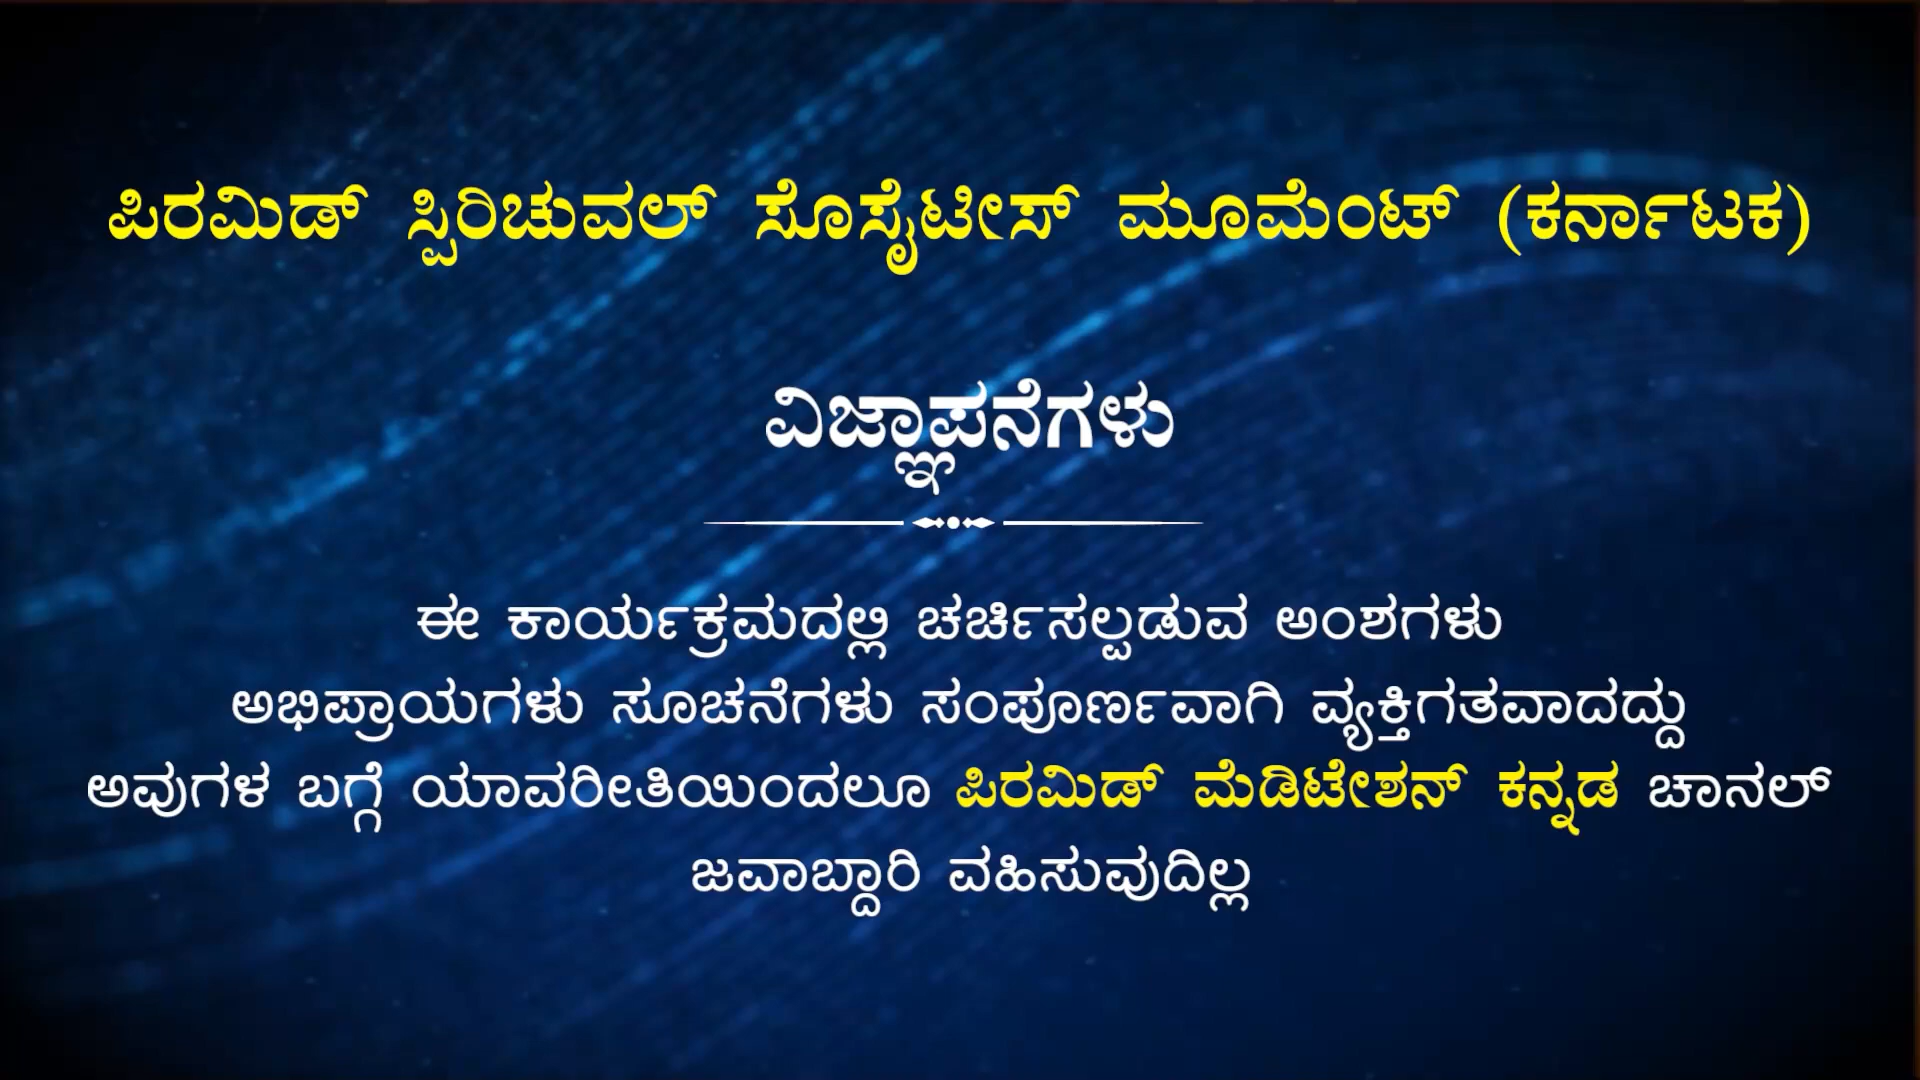 ಪಿರಮಿಡ್ ಸ್ಪಿರಿಚುವಲ್ ಸೊಸೈಟೀಸ್ ಮೂಮೆಂಟ್ (ಕರ್ನಾಟಕ)
ವಿಜ್ಞಾಪನೆಗಳು
ಈ ಕಾರ್ಯಕ್ರಮದಲ್ಲಿ ಚರ್ಚಿಸಲ್ಪಡುವ ಅಂಶಗಳು
ಅಭಿಪ್ರಾಯಗಳು ಸೂಚನೆಗಳು ಸಂಪೂರ್ಣವಾಗಿ ವ್ಯಕ್ತಿಗತವಾದದ್ದು
ಅವುಗಳ ಬಗ್ಗೆ ಯಾವರೀತಿಯಿಂದಲೂ ಪಿರಮಿಡ್ ಮೆಡಿಟೇಶನ್ ಕನ್ನಡ ಚಾನಲ್
ಜವಾಬ್ದಾರಿ ವಹಿಸುವುದಿಲ್ಲ